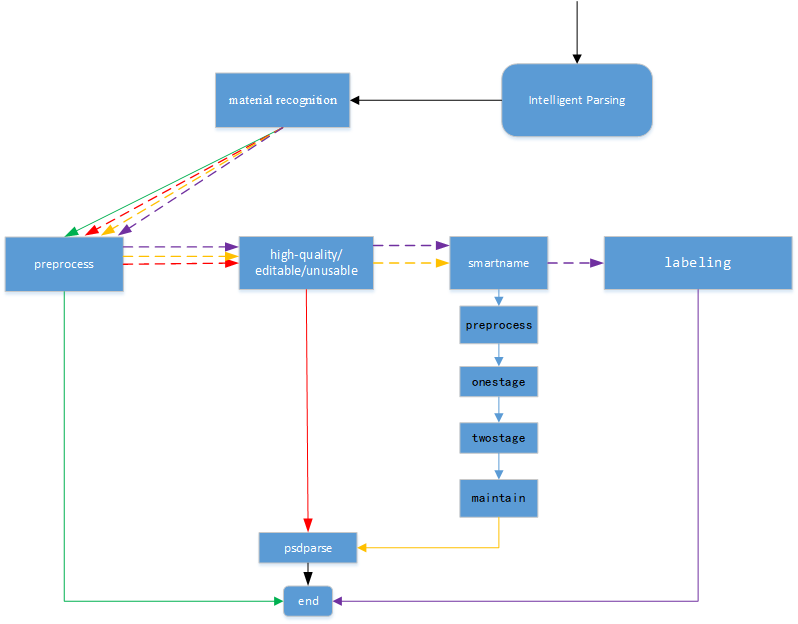 Intelligent Parsing
material recognition
preprocess
high-quality/
editable/unusable
smartname
labeling
preprocess
onestage
twostage
maintain
psdparse
end